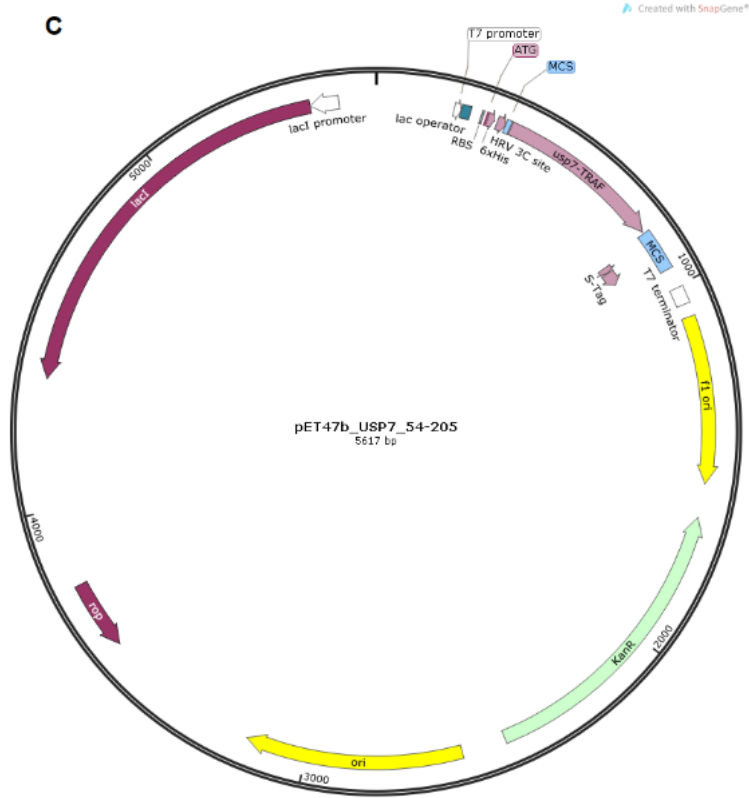 Created with SnapGene®
C
T7 promoter
ATG
MCS
lacI promoter
lac operator
RBS
6xHis
HRV 3C site
usp7-TRAF
MCS
1000
S-Tag
T7 terminator
f1 ori
KanR
2000
ori
3000
rop
4000
lacI
5000
pET47b_USP7_54-205
5617 bp